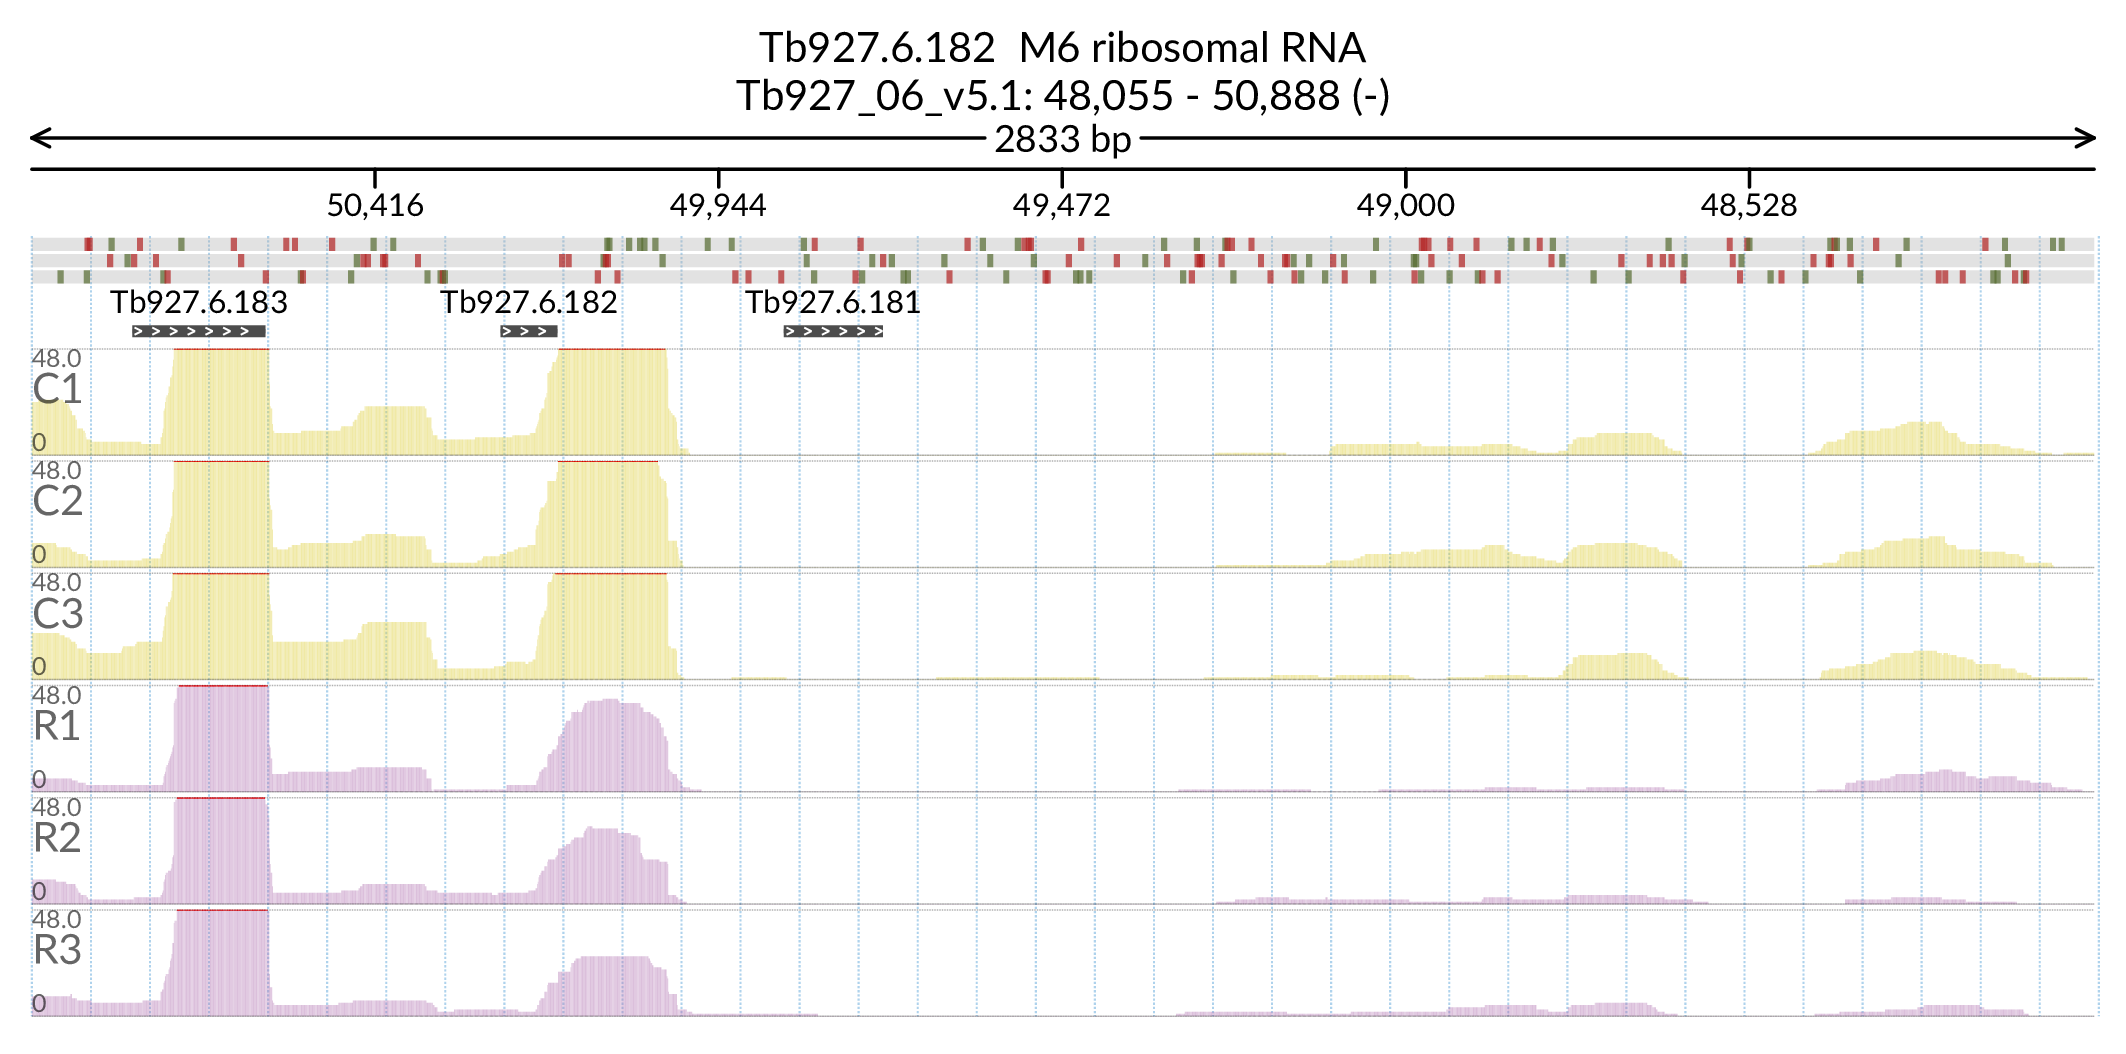 Tb927.6.182 M6 ribosomal RNA
Tb927_06_v5.1: 48,055 - 50,888 (-)
2833 bp
50,416 49,944 49,472 49,000 48,528
Tb927.6.183 Tb927.6.182 Tb927.6.181
48.0
C1
0
48.0
C2
0
48.0
C3
0
48.0
R1
0
48.0
R2
0
48.0
R3
0